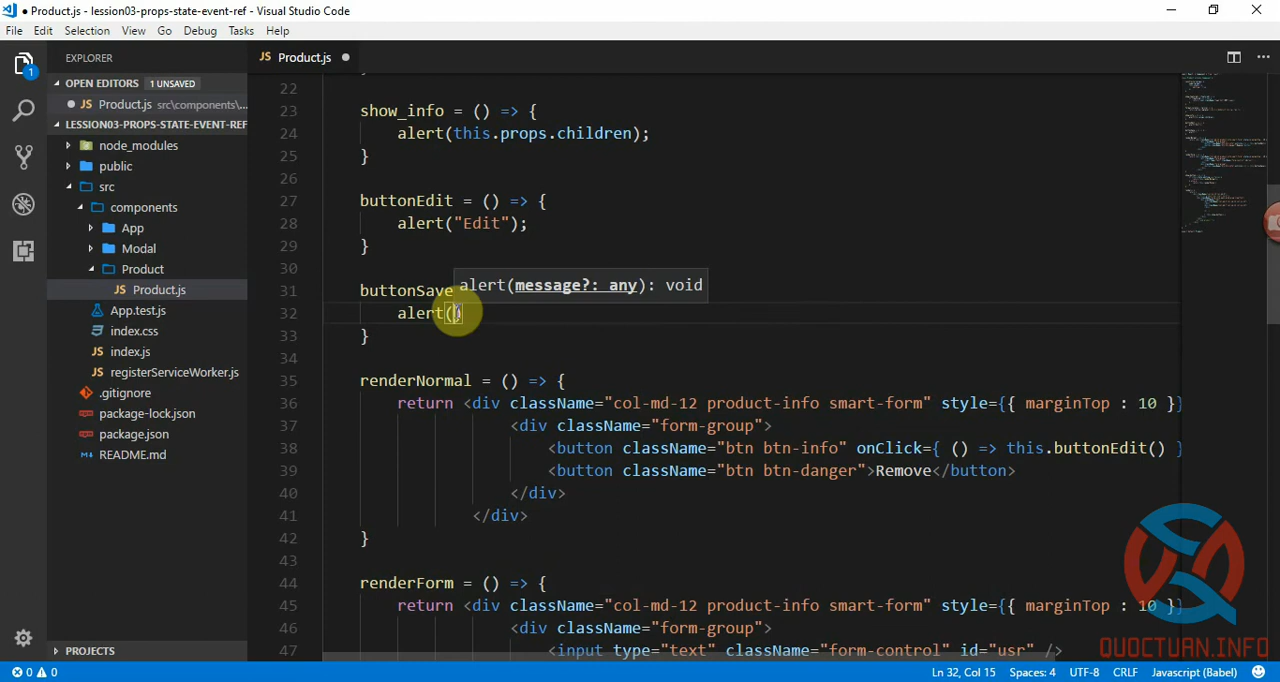 ● Product.js - lession03-props-state-event-ref - Visual Studio Code
File Edit Selection View Go Debug Tasks Help
EXPLORER
OPEN EDITORS 1 UNSAVED
● JS Product.js src\components\...
LESSION03-PROPS-STATE-EVENT-REF
node_modules
public
src
components
App
Modal
Product
JS Product.js
App.test.js
index.css
JS index.js
JS registerServiceWorker.js
.gitignore
package-lock.json
package.json
README.md
PROJECTS
1
JS Product.js ●
22
23 show_info = () => {
24 alert(this.props.children);
25 }
26
27 buttonEdit = () => {
28 alert("Edit");
29 }
30
31 buttonSave
alert(message?: any): void
32 alert()
33 }
34
35 renderNormal = () => {
36 return <div className="col-md-12 product-info smart-form" style={{ marginTop : 10 }}
37 <div className="form-group">
38 <button className="btn btn-info" onClick={ () => this.buttonEdit() }
39 <button className="btn btn-danger">Remove</button>
40 </div>
41 </div>
42 }
43
44 renderForm = () => {
45 return <div className="col-md-12 product-info smart-form" style={{ marginTop : 10 }}
46 <div className="form-group">
47 <input type="text" className="form-control" id="usr" />
QUOCTUAN.INFO
0 0
Ln 32, Col 15 Spaces: 4 UTF-8 CRLF Javascript (Babel)